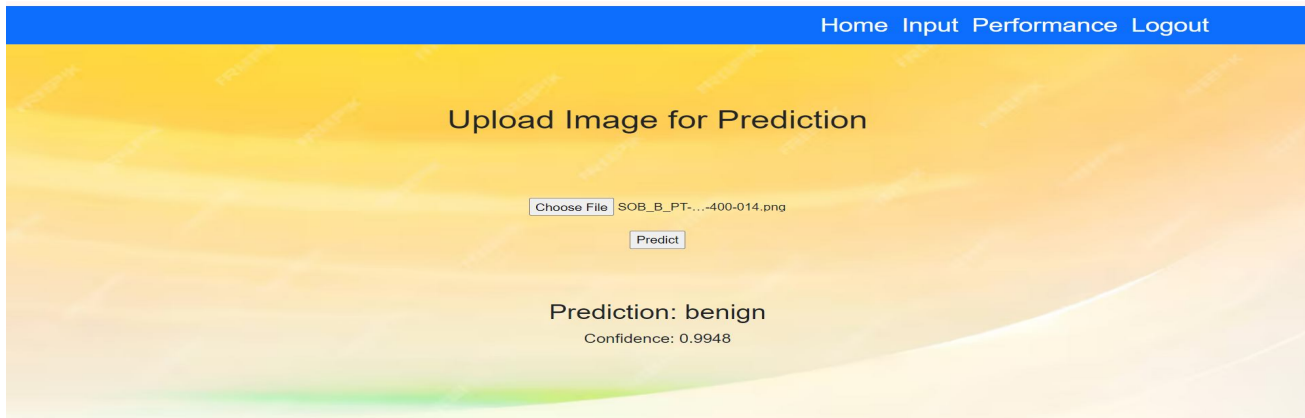 Home Input Performance Logout
Upload Image for Prediction
Choose File SOB_B_PT-...-400-014.png
Predict
Prediction: benign
Confidence: 0.9948